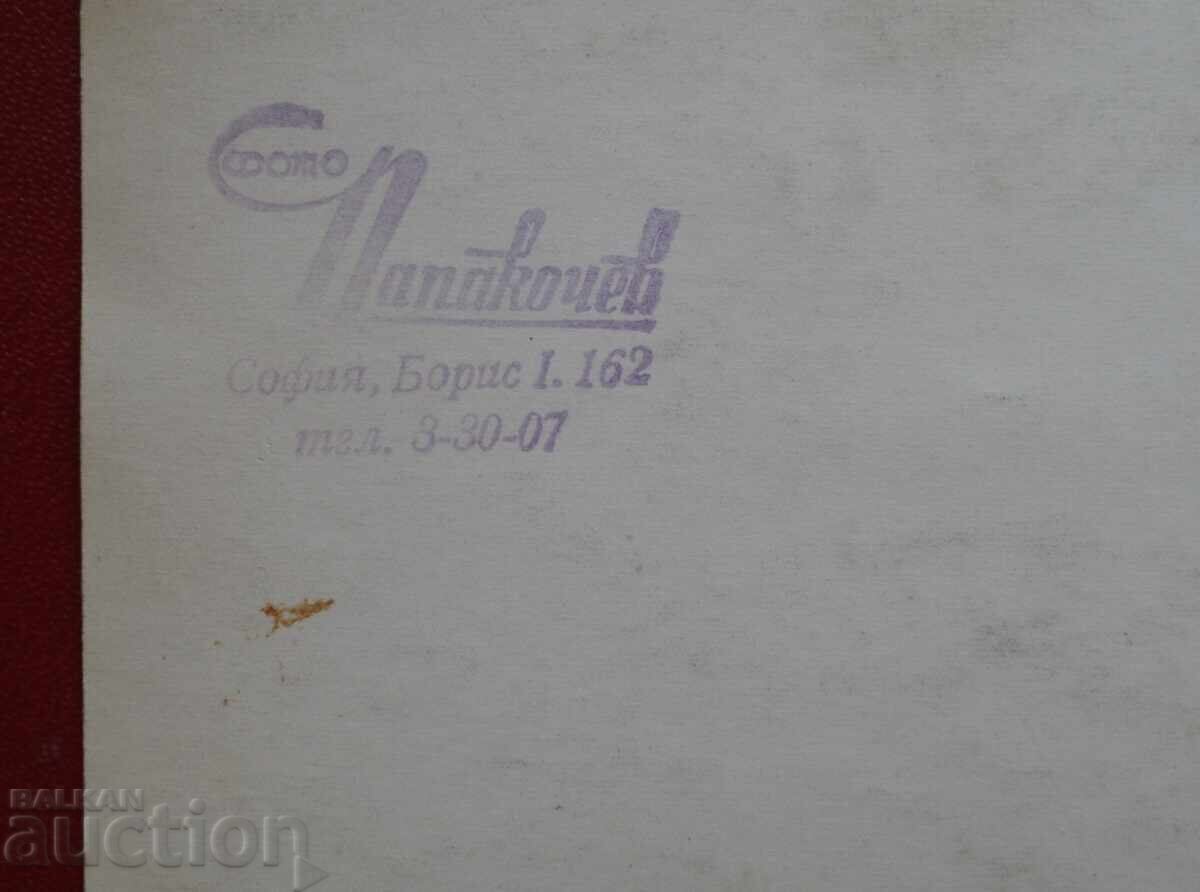 фото
Папакочев
София, Борис I. 162
тел. 3-30-07
BALKAN
auction